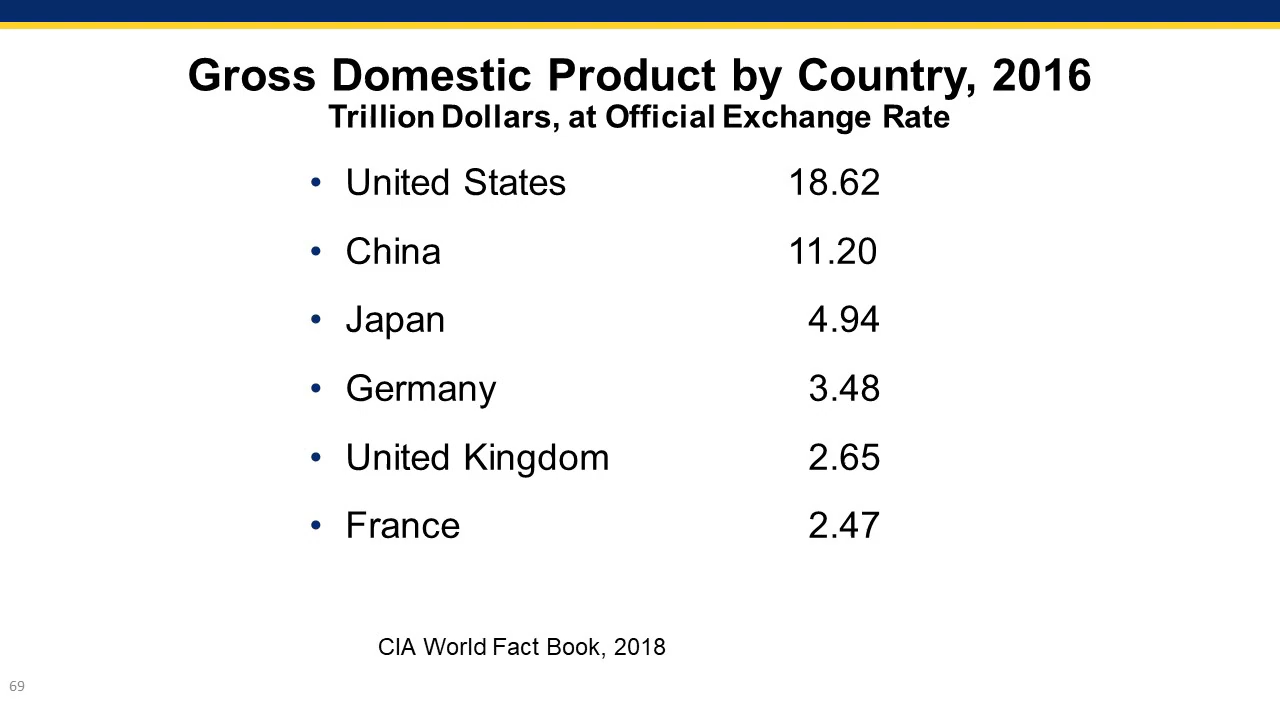 Gross Domestic Product by Country, 2016
Trillion Dollars, at Official Exchange Rate
• United States 18.62
• China 11.20
• Japan 4.94
• Germany 3.48
• United Kingdom 2.65
• France 2.47
CIA World Fact Book, 2018
69